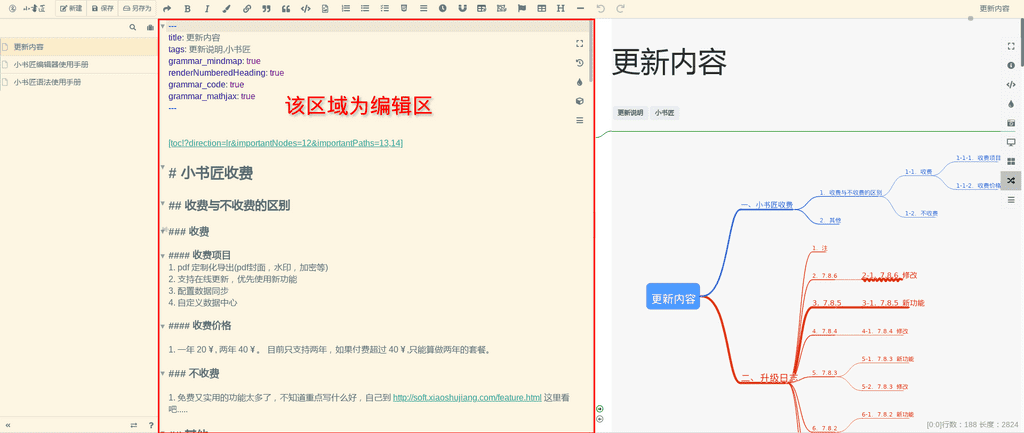 新建
保存
另存为
更新内容
更新内容
小书匠编辑器使用手册
小书匠语法使用手册
---
title: 更新内容
tags: 更新说明,小书匠
grammar_mindmap: true
renderNumberedHeading: true
grammar_code: true
grammar_mathjax: true
---
该区域为编辑区
[toc!?direction=lr&importantNodes=12&importantPaths=13,14]
# 小书匠收费
## 收费与不收费的区别
### 收费
#### 收费项目
1. pdf 定制化导出(pdf封面，水印，加密等)
2. 支持在线更新，优先使用新功能
3. 配置数据同步
4. 自定义数据中心
#### 收费价格
1. 一年 20 ¥ , 两年 40 ¥ 。 目前只支持两年，如果付费超过 40 ¥ ,只能算做两年的套餐。
### 不收费
1. 免费又实用的功能太多了，不知道重点写什么好，自己到 http://soft.xiaoshujiang.com/feature.html 这里看
吧.....
更新内容
更新说明 小书匠
更新内容
一、小书匠收费
1. 收费与不收费的区别
1-1. 收费
1-1-1. 收费项目
1-1-2. 收费价格
1-2. 不收费
2. 其他
二、升级日志
1. 注
2. 7.8.6
2-1. 7.8.6 修改
3. 7.8.5
3-1. 7.8.5 新功能
4. 7.8.4
4-1. 7.8.4 修改
5. 7.8.3
5-1. 7.8.3 新功能
5-2. 7.8.3 修改
6. 7.8.2
6-1. 7.8.2 新功能
[0:0]行数：188 长度：2824